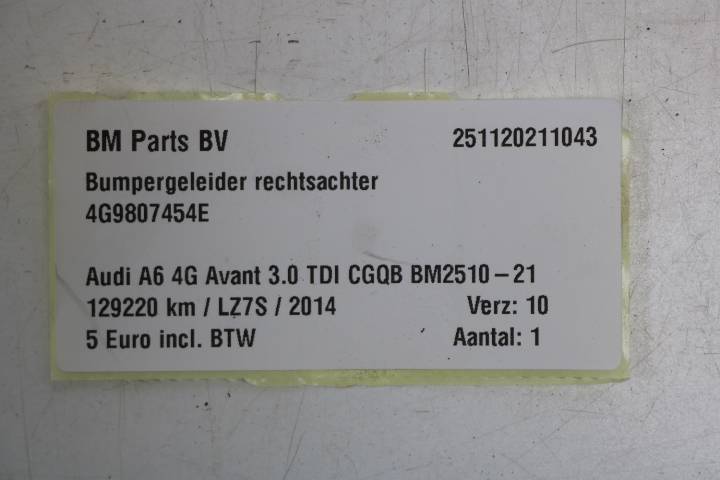 BM Parts BV 251120211043
Bumpergeleider rechtsachter
4G9807454E
Audi A6 4G Avant 3.0 TDI CGQB BM2510-21
129220 km / LZ7S / 2014 Verz: 10
5 Euro incl. BTW Aantal: 1